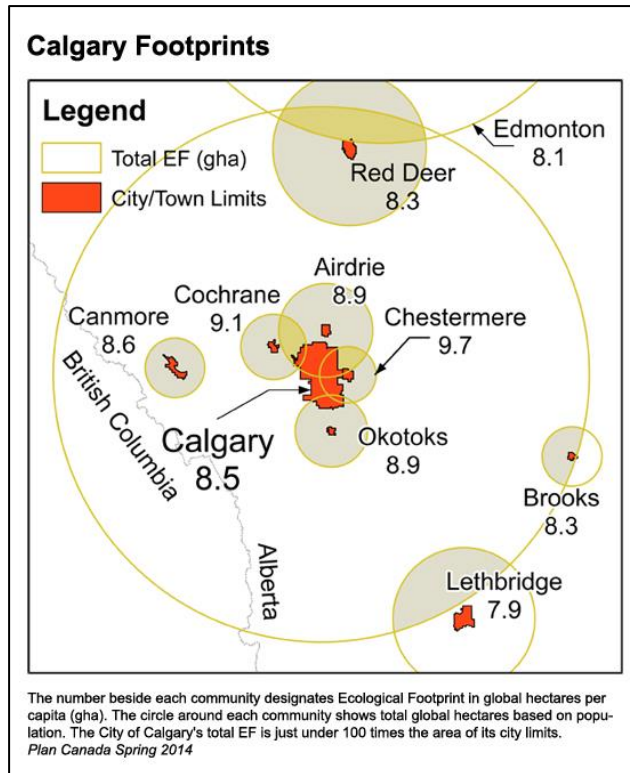 Calgary Footprints
Legend
Total EF (gha)
City/Town Limits
Edmonton
8.1
Red Deer
8.3
Airdrie
8.9
Cochrane
9.1
Chestermere
9.7
Canmore
8.6
British Columbia
Calgary
8.5
Okotoks
8.9
Brooks
8.3
Alberta
Lethbridge
7.9
The number beside each community designates Ecological Footprint in global hectares per
capita (gha). The circle around each community shows total global hectares based on popu-
lation. The City of Calgary's total EF is just under 100 times the area of its city limits.
Plan Canada Spring 2014